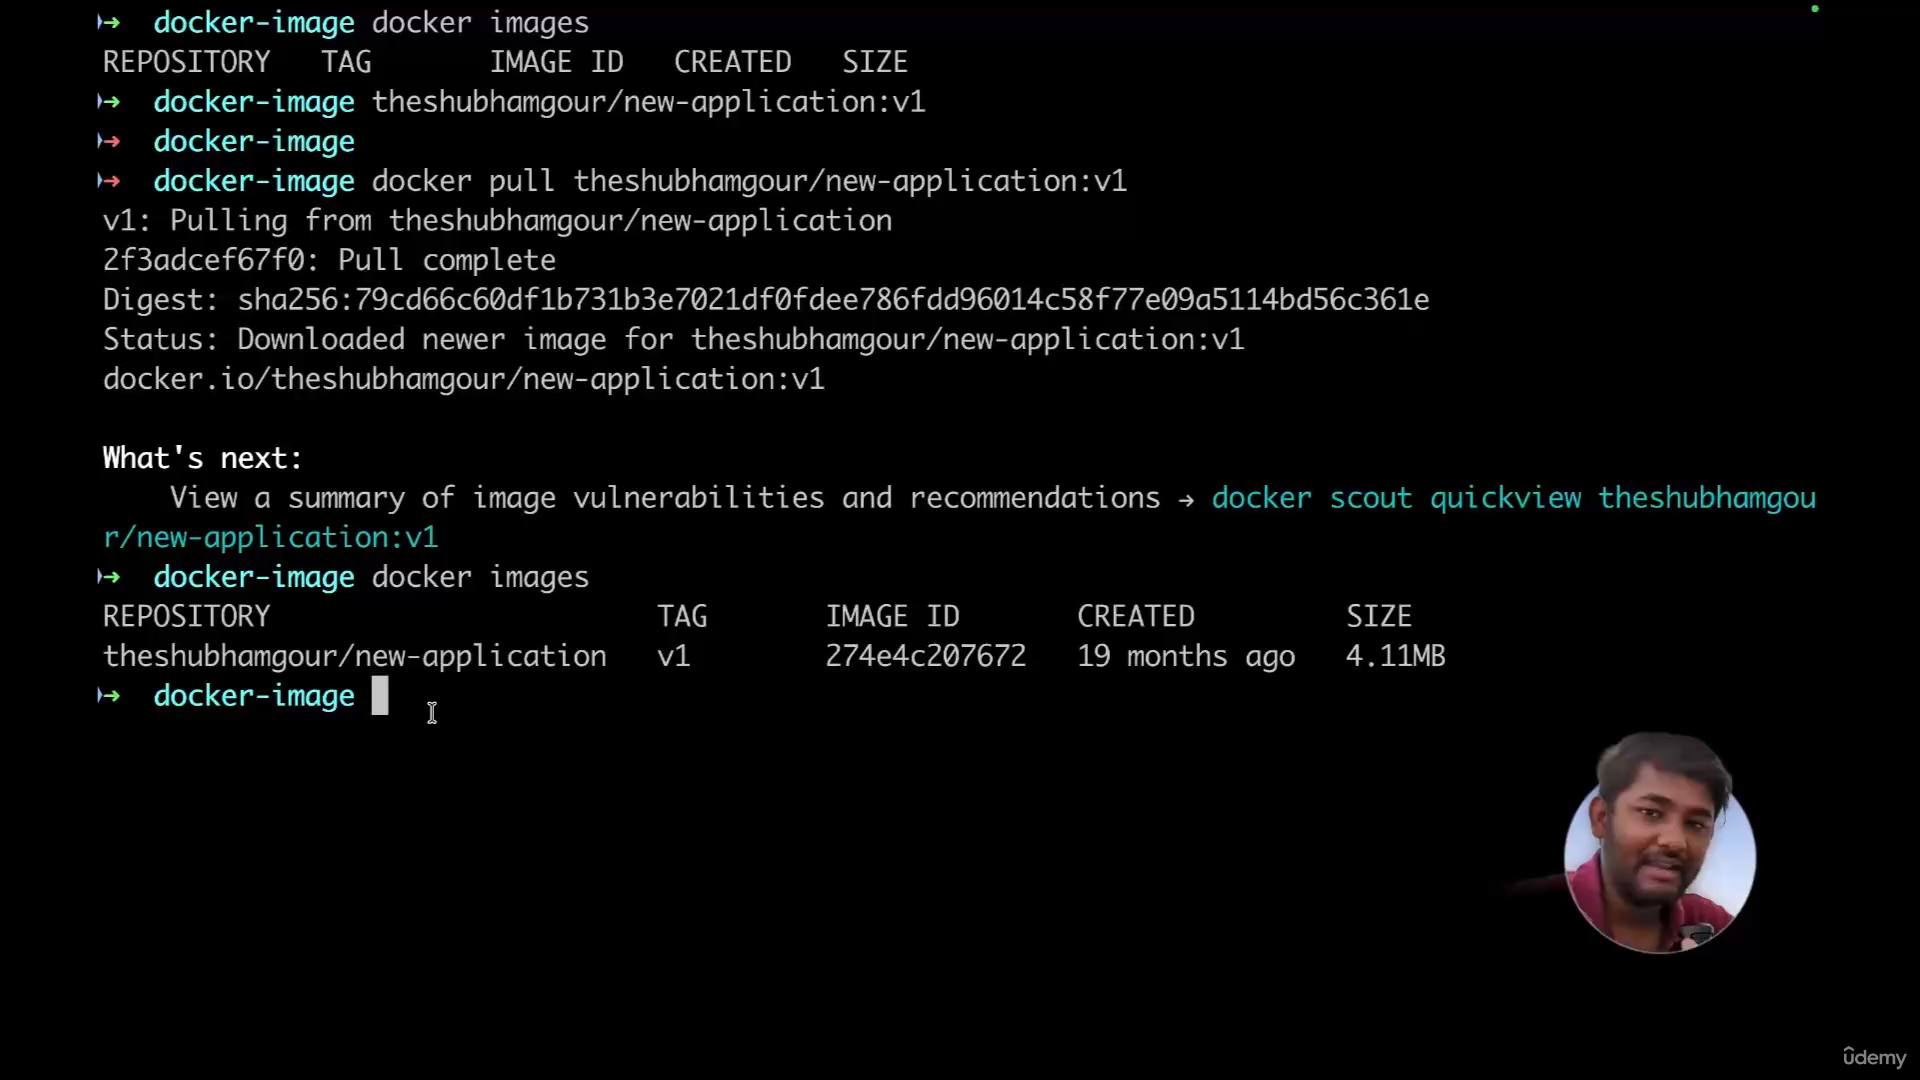 ➜ docker-image docker images
REPOSITORY TAG IMAGE ID CREATED SIZE
➜ docker-image theshubhamgour/new-application:v1
➜ docker-image
➜ docker-image docker pull theshubhamgour/new-application:v1
v1: Pulling from theshubhamgour/new-application
2f3adcef67f0: Pull complete
Digest: sha256:79cd66c60df1b731b3e7021df0fdee786fdd96014c58f77e09a5114bd56c361e
Status: Downloaded newer image for theshubhamgour/new-application:v1
docker.io/theshubhamgour/new-application:v1
What's next:
View a summary of image vulnerabilities and recommendations → docker scout quickview theshubhamgou
r/new-application:v1
➜ docker-image docker images
REPOSITORY TAG IMAGE ID CREATED SIZE
theshubhamgour/new-application v1 274e4c207672 19 months ago 4.11MB
➜ docker-image
ûdemy